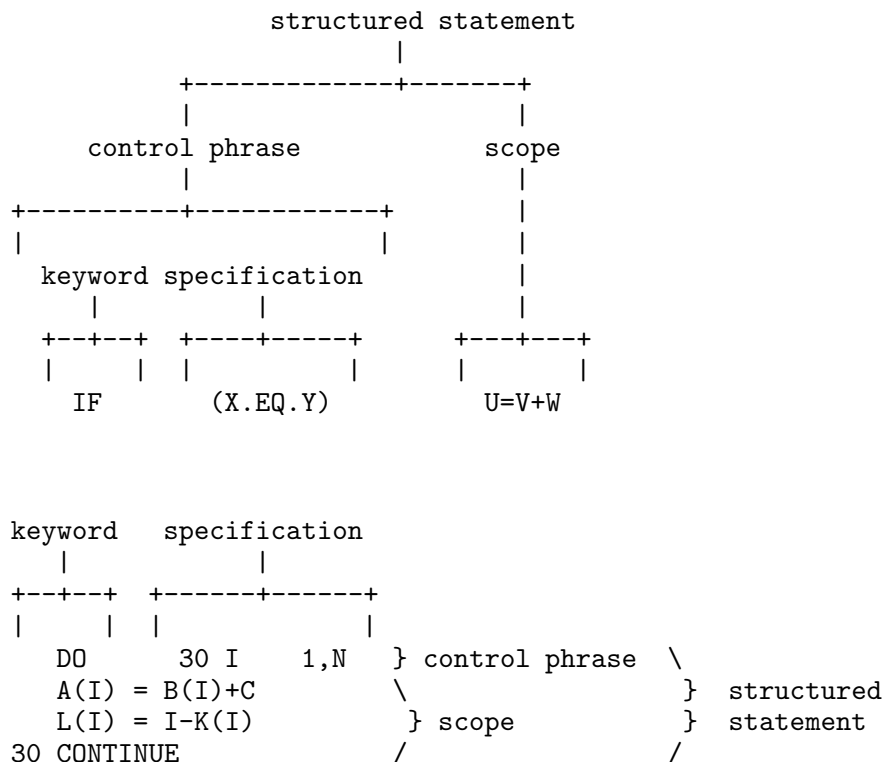 structured statement
|
+-------------+-------+
| |
control phrase scope
| |
+----------+------------+ |
| | |
keyword specification |
| | |
+--+--+ +----+-----+ +---+---+
| | | | | |
IF (X.EQ.Y) U=V+W
keyword specification
| |
+--+--+ +------+------+
| | | |
DO 30 I 1,N } control phrase \
A(I) = B(I)+C \ } structured
L(I) = I-K(I) } scope } statement
30 CONTINUE / /